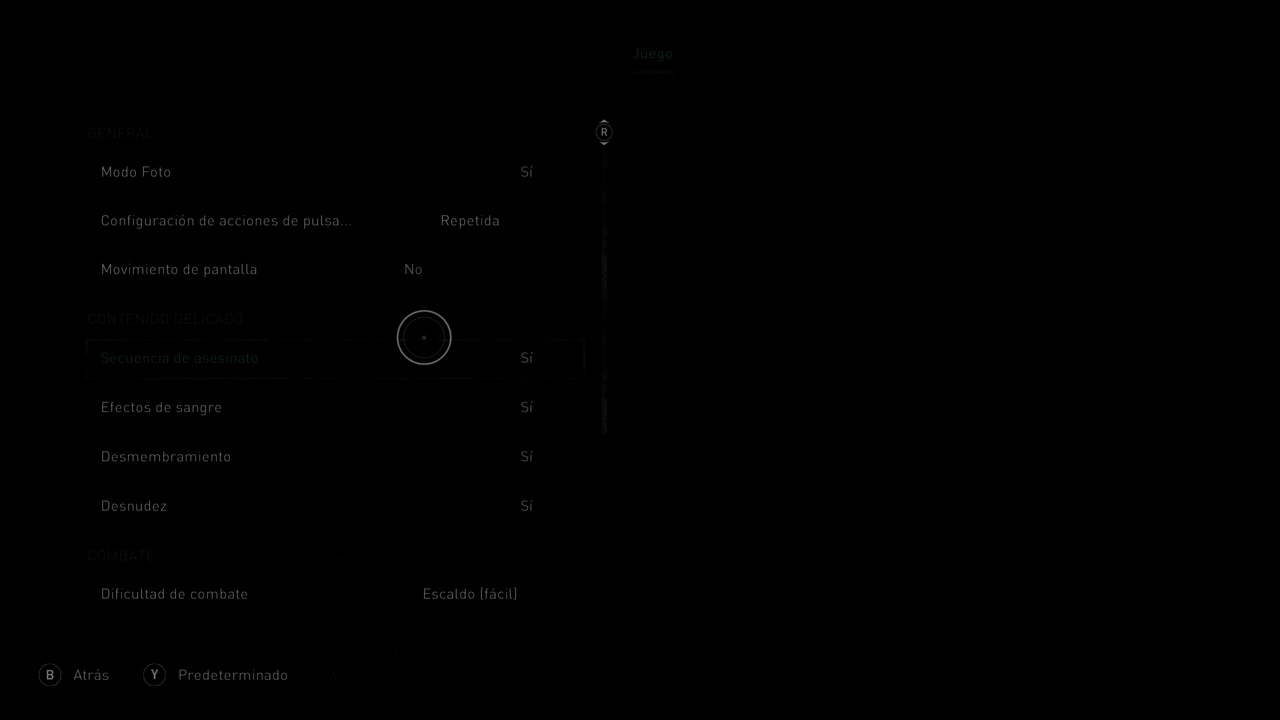 Juego
GENERAL
R
Modo Foto Sí
Configuración de acciones de pulsa... Repetida
Movimiento de pantalla No
CONTENIDO DELICADO
Secuencia de asesinato Sí
Efectos de sangre Sí
Desmembramiento Sí
Desnudez Sí
COMBATE
Dificultad de combate Escaldo [fácil]
B Atrás Y Predeterminado